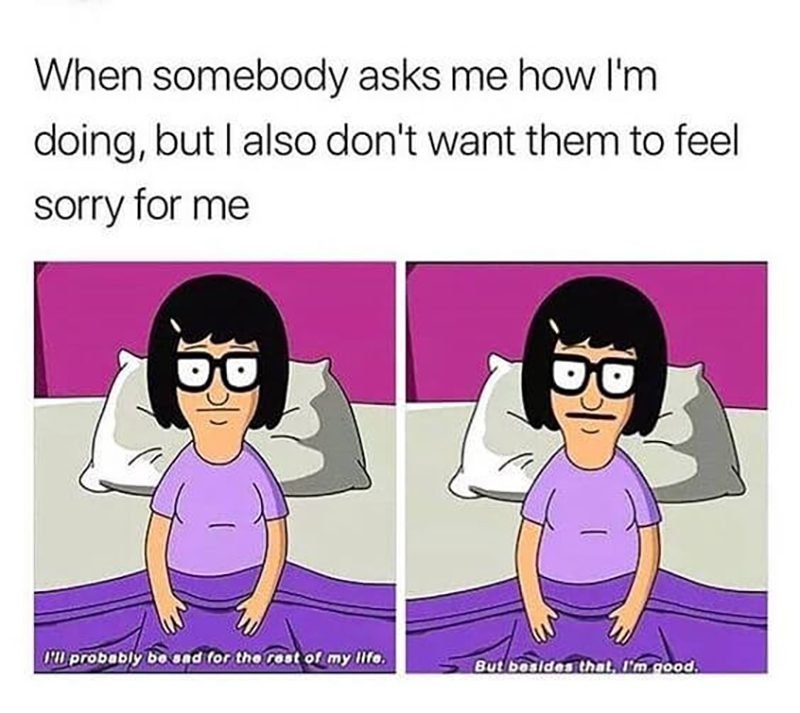 When somebody asks me how I'm
doing, but I also don't want them to feel
sorry for me
I'll probably be sad for the rest of my life.
But besides that, I'm good.